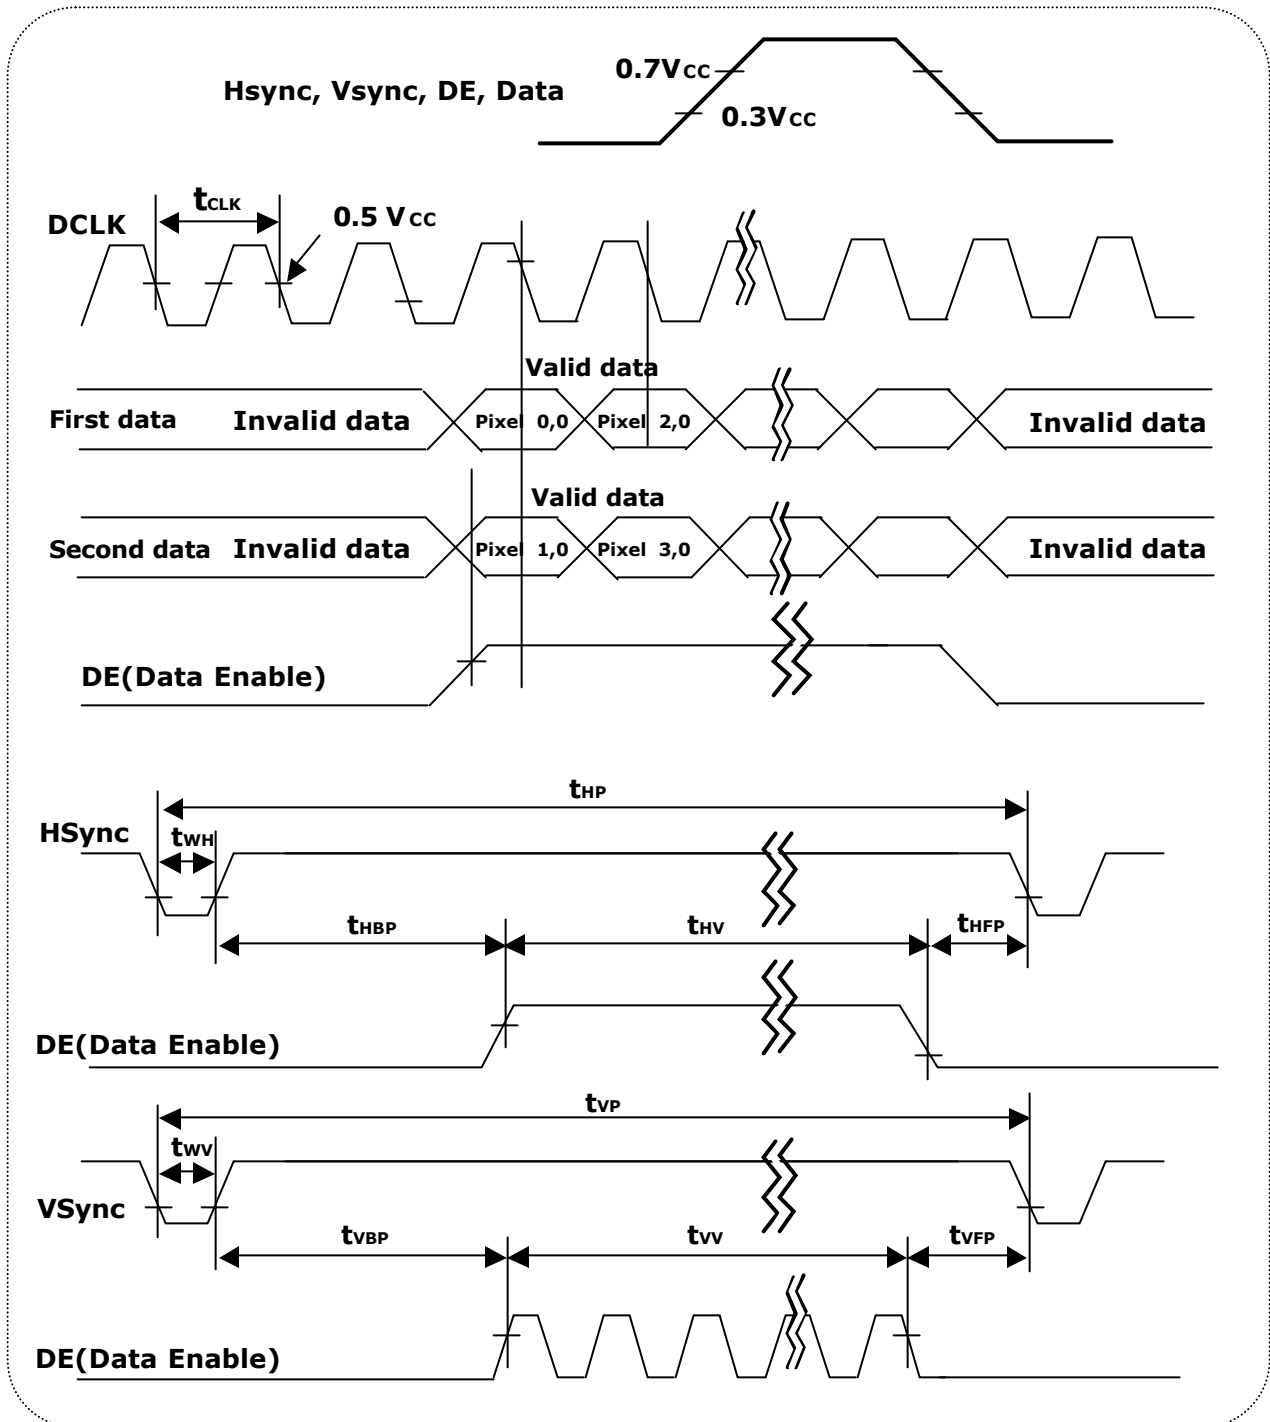 0.7VCC
Hsync, Vsync, DE, Data
0.3VCC
tCLK
DCLK
0.5 VCC
Valid data
First data Invalid data Pixel 0,0 Pixel 2,0 Invalid data
Valid data
Second data Invalid data Pixel 1,0 Pixel 3,0 Invalid data
DE(Data Enable)
tHP
HSync
tWH
tHBP tHV tHFP
DE(Data Enable)
tVP
tWV
VSync
tVBP tVV tVFP
DE(Data Enable)